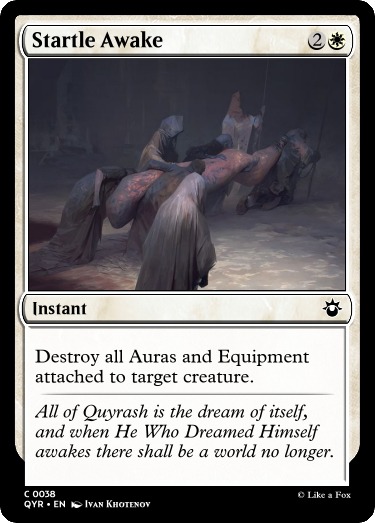 Startle Awake 2
Instant
Destroy all Auras and Equipment
attached to target creature.
All of Quyrash is the dream of itself,
and when He Who Dreamed Himself
awakes there shall be a world no longer.
C 0038
QYR • EN Ivan Khotenov
© Like a Fox